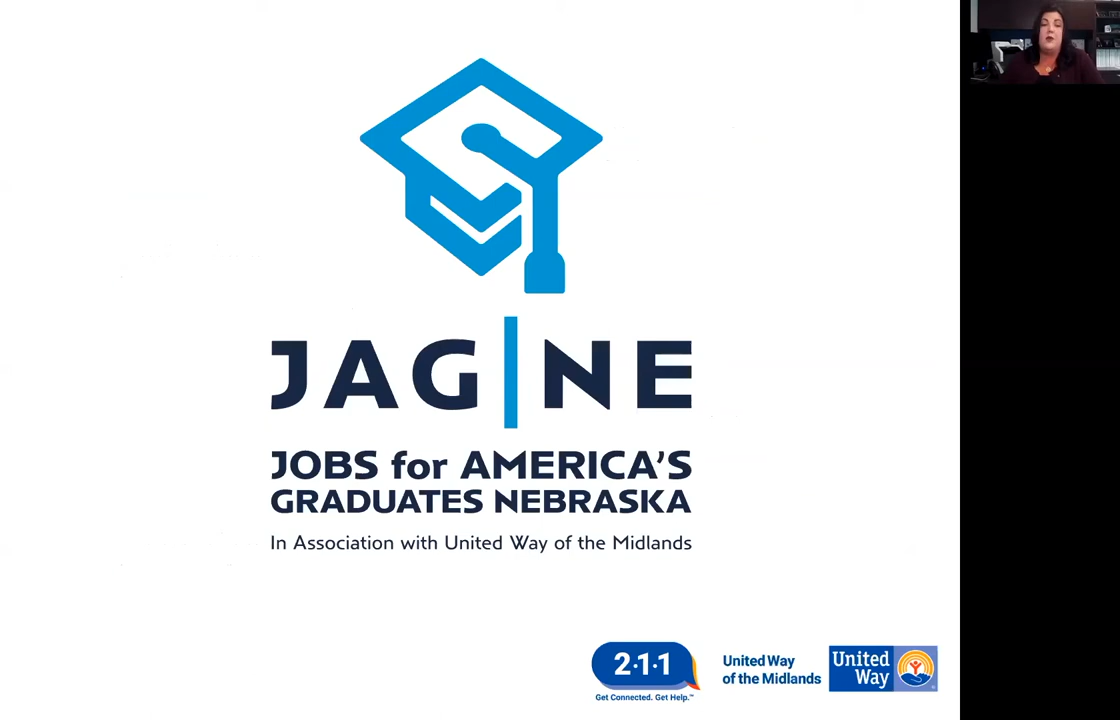 JAG|NE
JOBS for AMERICA'S
GRADUATES NEBRASKA
In Association with United Way of the Midlands
2·1·1
Get Connected. Get Help.™
United Way
of the Midlands
United
Way